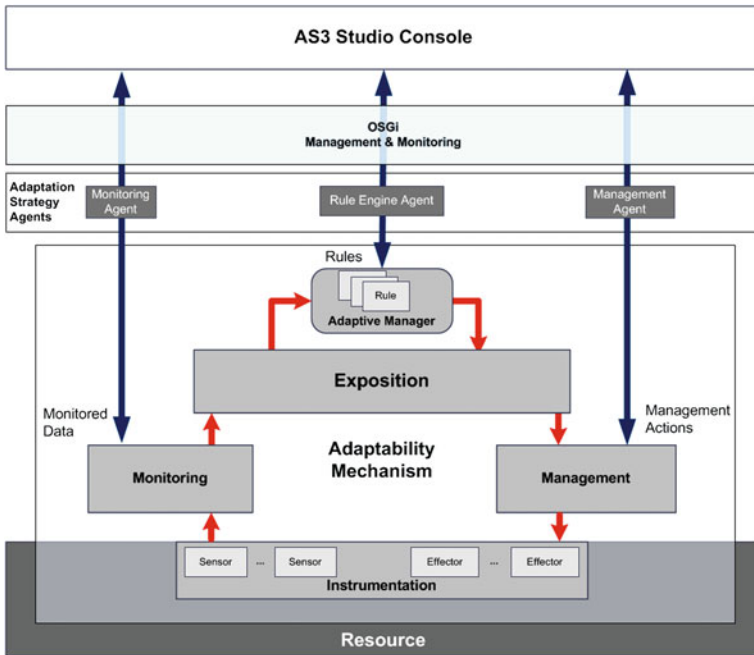 AS3 Studio Console
OSGi
Management & Monitoring
Adaptation
Strategy
Agents
Monitoring
Agent
Rule Engine Agent
Management
Agent
Rules
Rule
Adaptive Manager
Exposition
Monitored
Data
Management
Actions
Adaptability
Mechanism
Monitoring
Management
Sensor ... Sensor
Effector ... Effector
Instrumentation
Resource